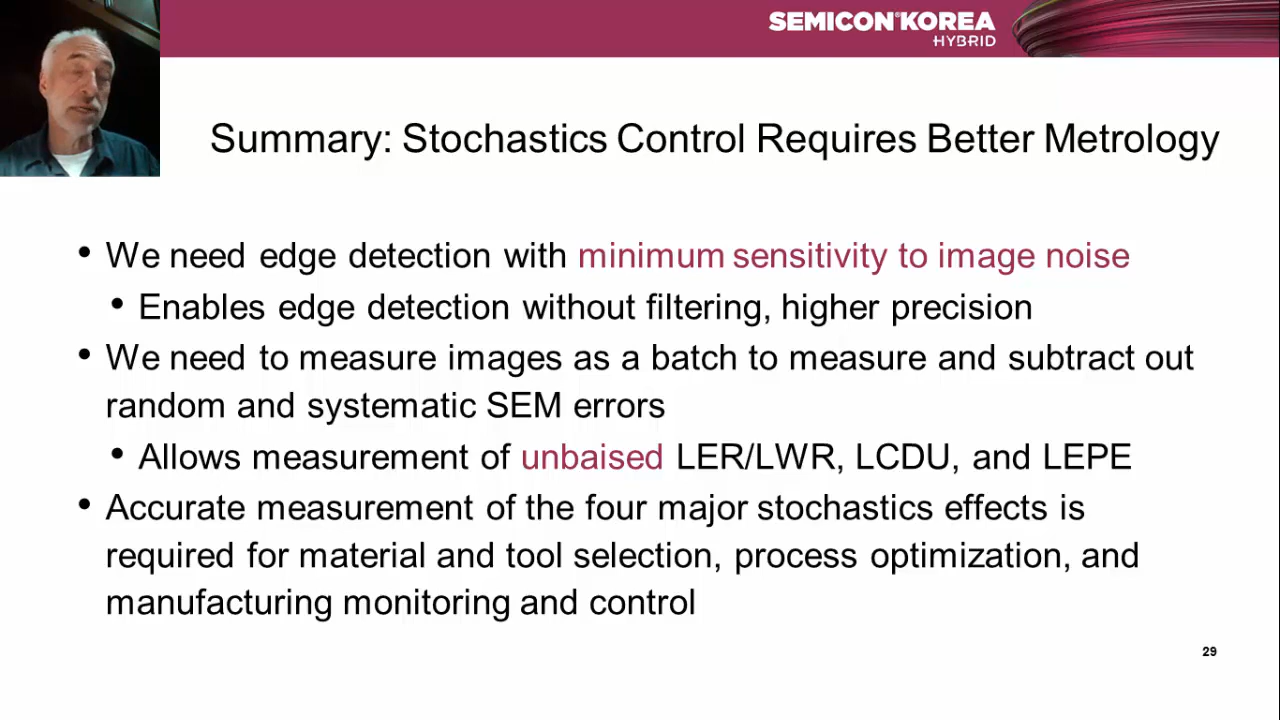 SEMICON KOREA
HYBRID
Summary: Stochastics Control Requires Better Metrology
• We need edge detection with minimum sensitivity to image noise
• Enables edge detection without filtering, higher precision
• We need to measure images as a batch to measure and subtract out
random and systematic SEM errors
• Allows measurement of unbaised LER/LWR, LCDU, and LEPE
• Accurate measurement of the four major stochastics effects is
required for material and tool selection, process optimization, and
manufacturing monitoring and control
29